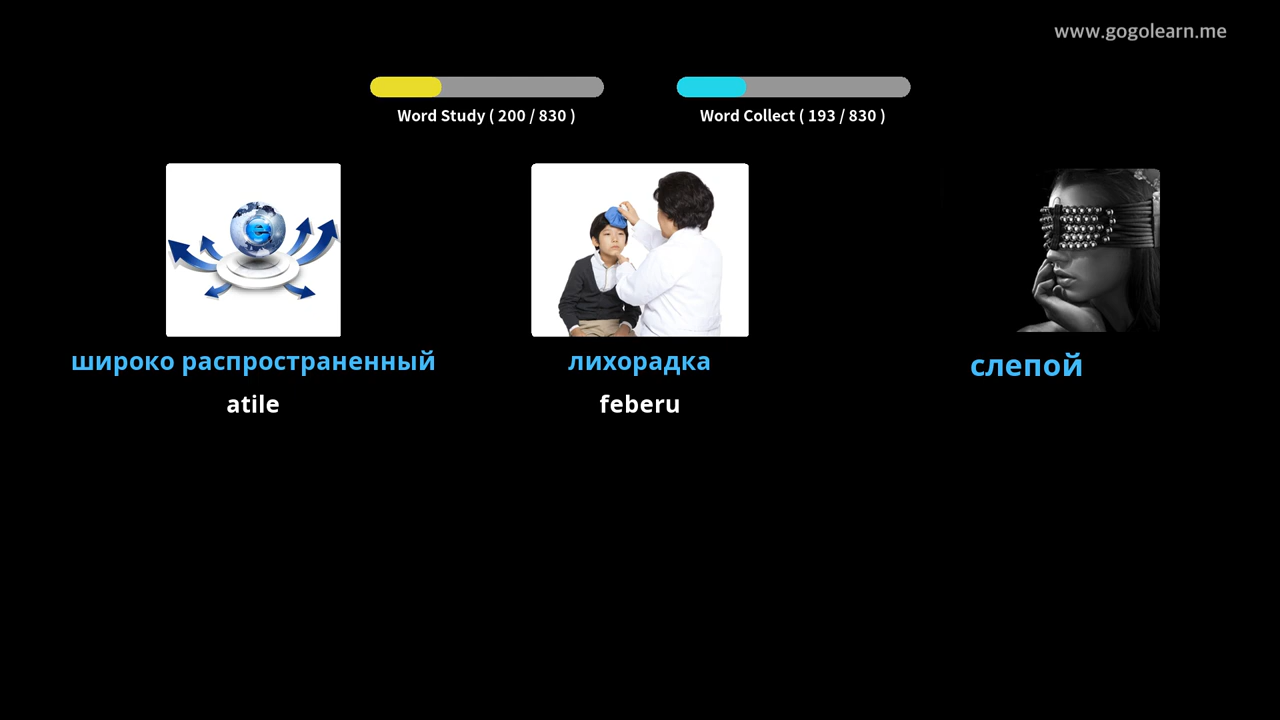 www.gogolearn.me
Word Study ( 200 / 830 )
Word Collect ( 193 / 830 )
e
широко распространенный
лихорадка
слепой
atile
feberu